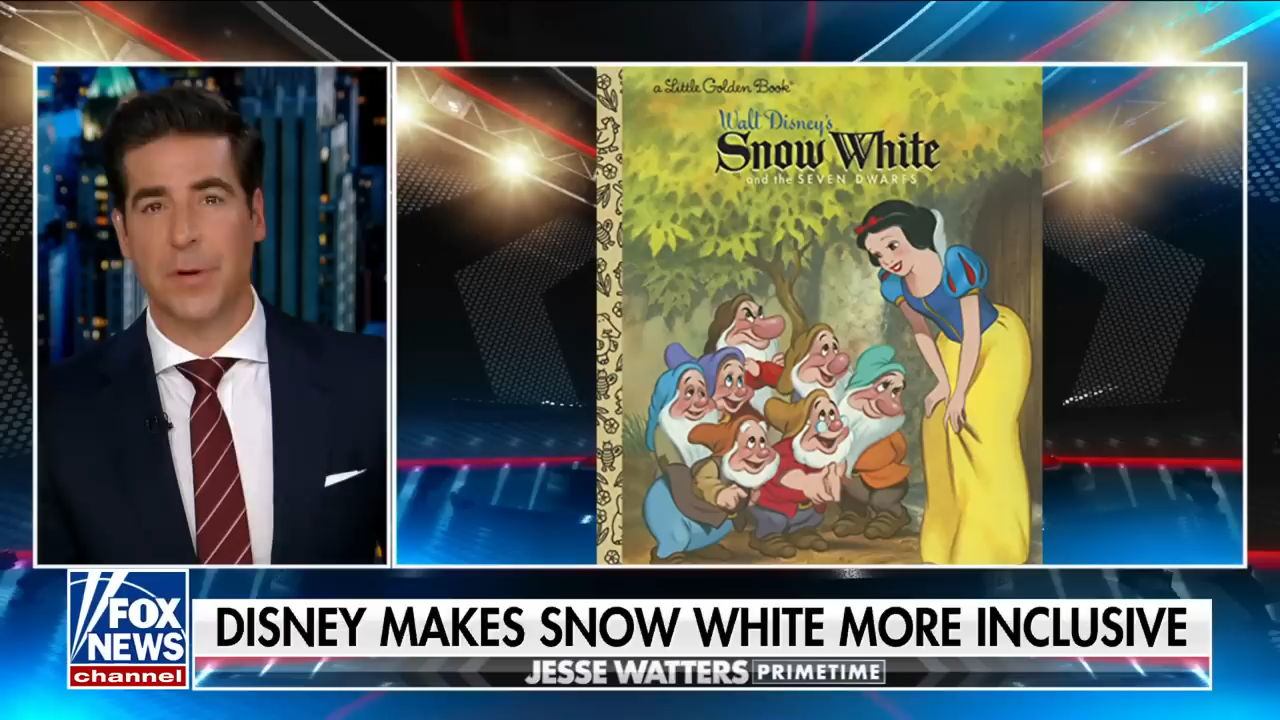 a Little Golden Book™
Walt Disney's
Snow White
and the SEVEN DWARFS
FOX
NEWS
channel
DISNEY MAKES SNOW WHITE MORE INCLUSIVE
JESSE WATTERS PRIMETIME